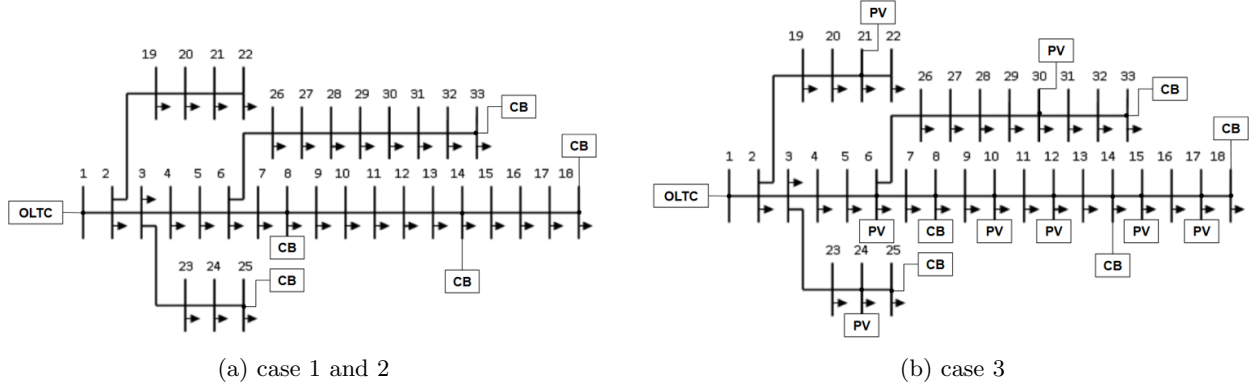 PV
19 20 21 22
PV
26 27 28 29 30 31 32 33
CB
CB
1 2 3 4 5 6 7 8 9 10 11 12 13 14 15 16 17 18
OLTC
CB
CB
23 24 25
CB
19 20 21 22
26 27 28 29 30 31 32 33
CB
CB
1 2 3 4 5 6 7 8 9 10 11 12 13 14 15 16 17 18
OLTC
PV CB PV PV PV PV
CB
23 24 25
CB
PV
(a) case 1 and 2
(b) case 3